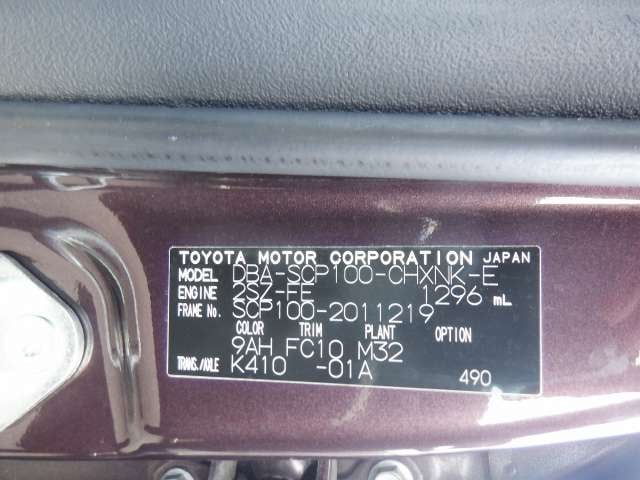 TOYOTA MOTOR CORPORATION JAPAN
MODEL DBA-SCP100-CHXNK-E
ENGINE 2SZ-FE 1296 mL
FRAME No. SCP100-2011219
COLOR TRIM PLANT OPTION
9AH FC10 M32
TRANS./AXLE K410 -01A 490